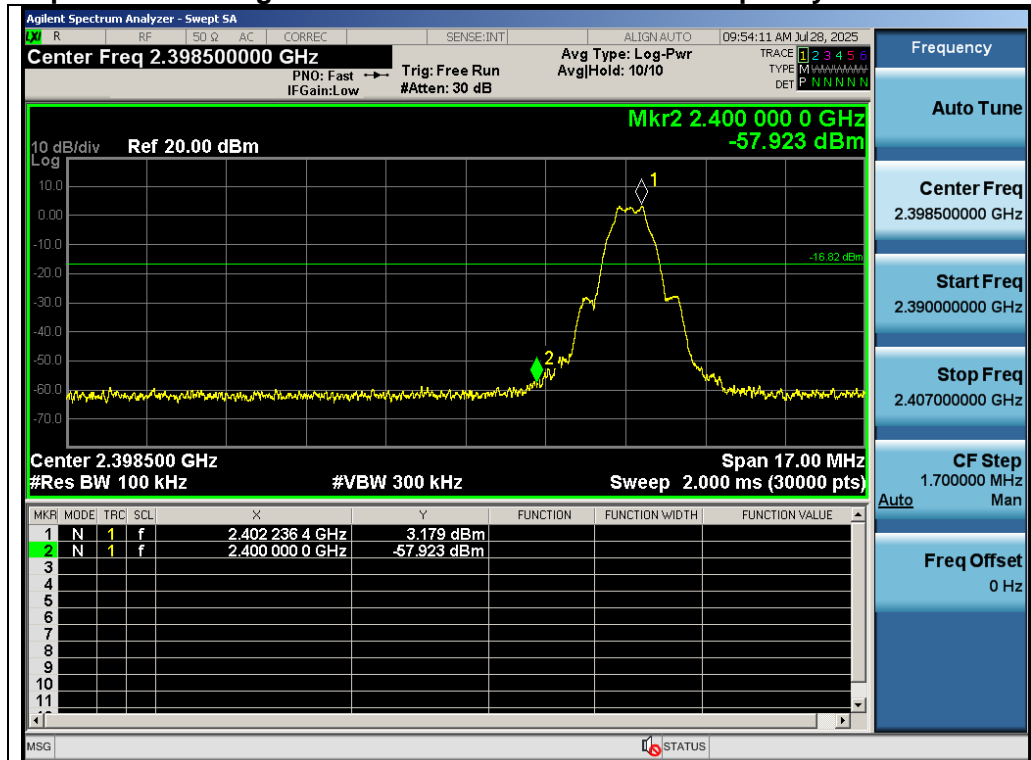 Agilent Spectrum Analyzer - Swept SA
LXI R RF 50 Ω AC CORREC SENSE:INT ALIGN AUTO 09:54:11 AM Jul 28, 2025
Center Freq 2.398500000 GHz Avg Type: Log-Pwr TRACE 1 2 3 4 5 6
PNO: Fast Trig: Free Run Avg|Hold: 10/10 TYPE M WWWWW
IFGain:Low #Atten: 30 dB DET P N N N N N
Mkr2 2.400 000 0 GHz
-57.923 dBm
10 dB/div Ref 20.00 dBm
Log
10.0
0.00
-10.0
-20.0
-30.0
-40.0
-50.0
-60.0
-70.0
1
-16.82 dBm
2
Center 2.398500 GHz Span 17.00 MHz
#Res BW 100 kHz #VBW 300 kHz Sweep 2.000 ms (30000 pts)
MKR MODE TRC SCL X Y FUNCTION FUNCTION WIDTH FUNCTION VALUE
1 N 1 f 2.402 236 4 GHz 3.179 dBm
2 N 1 f 2.400 000 0 GHz -57.923 dBm
3
4
5
6
7
8
9
10
11
MSG STATUS
Frequency
Auto Tune
Center Freq
2.398500000 GHz
Start Freq
2.390000000 GHz
Stop Freq
2.407000000 GHz
CF Step
1.700000 MHz
Auto Man
Freq Offset
0 Hz